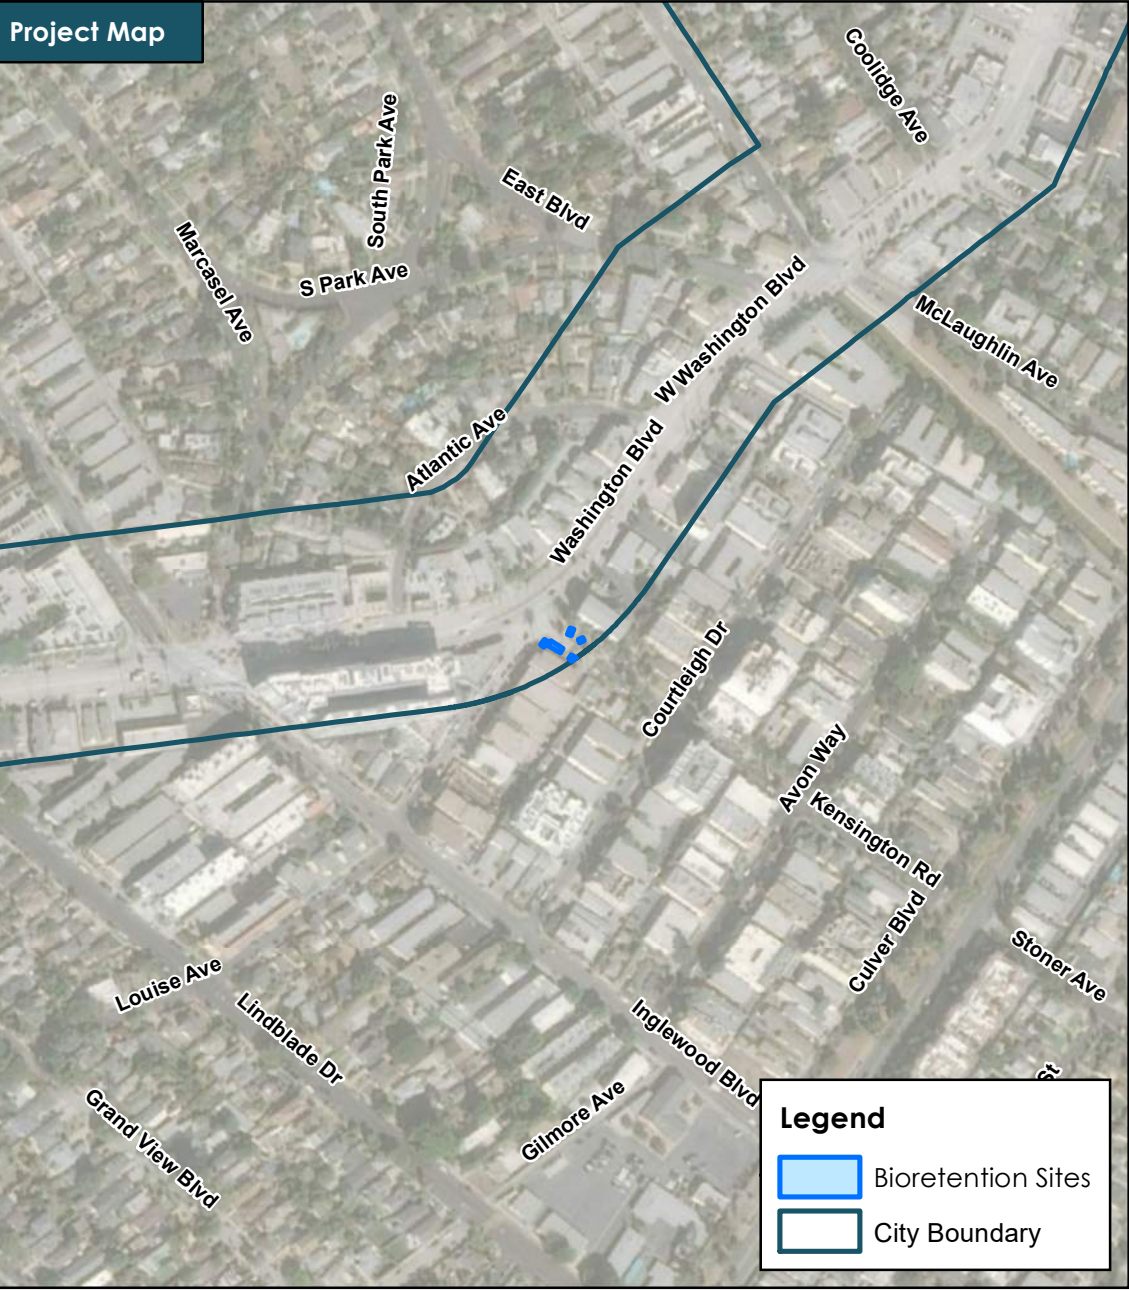 Project Map
Coolidge Ave
South Park Ave
East Blvd
Marcasel Ave
S Park Ave
W Washington Blvd
McLaughlin Ave
Atlantic Ave
Washington Blvd
Courtleigh Dr
Avon Way
Kensington Rd
Culver Blvd
Stoner Ave
Louise Ave
Lindblade Dr
Inglewood Blvd
St
Gilmore Ave
Grand View Blvd
Legend
Bioretention Sites
City Boundary